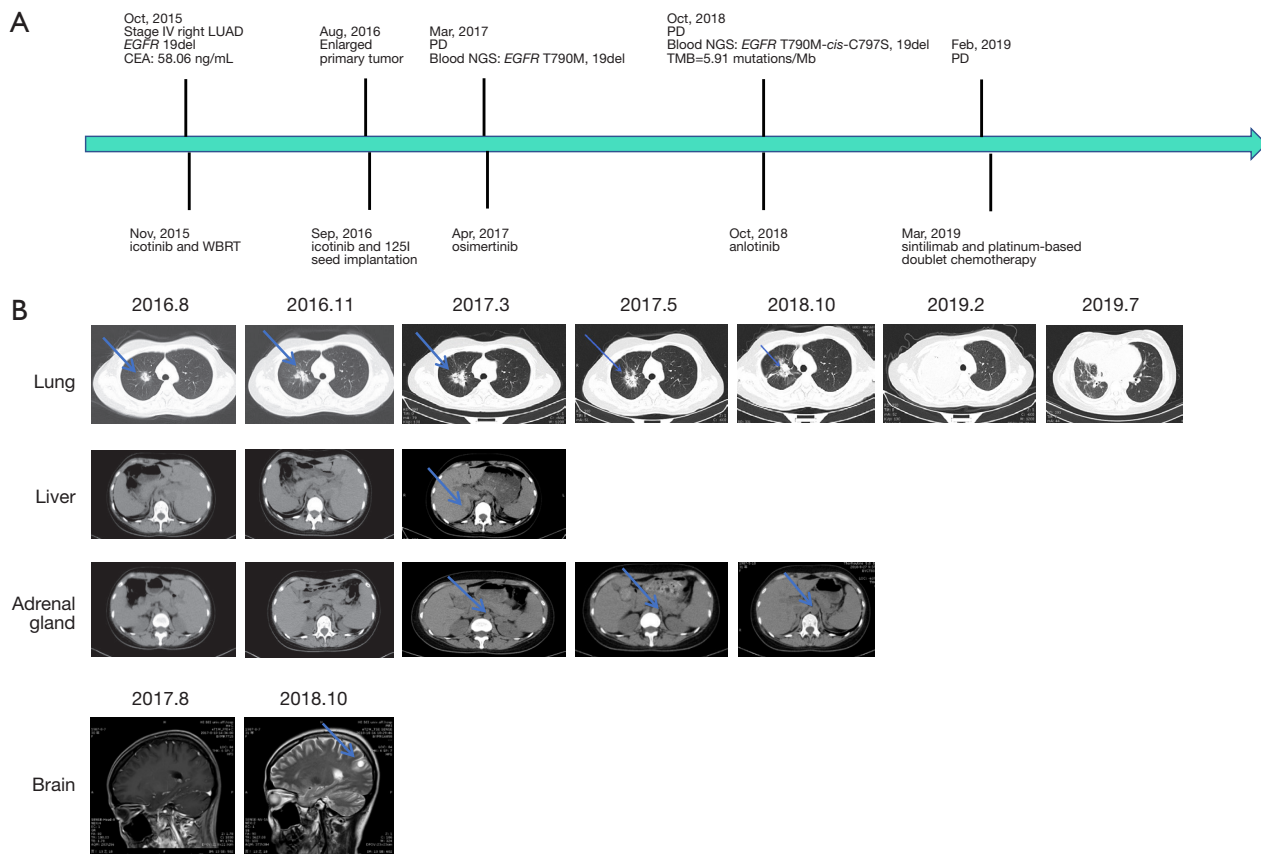 A
Oct, 2015
Stage IV right LUAD
EGFR 19del
CEA: 58.06 ng/mL
Aug, 2016
Enlarged
primary tumor
Mar, 2017
PD
Blood NGS: EGFR T790M, 19del
Oct, 2018
PD
Blood NGS: EGFR T790M-cis-C797S, 19del
TMB=5.91 mutations/Mb
Feb, 2019
PD
Nov, 2015
icotinib and WBRT
Sep, 2016
icotinib and 125I
seed implantation
Apr, 2017
osimertinib
Oct, 2018
anlotinib
Mar, 2019
sintilimab and platinum-based
doublet chemotherapy
B
2016.8
2016.11
2017.3
2017.5
2018.10
2019.2
2019.7
Lung
Liver
Adrenal
gland
2017.8
2018.10
Brain